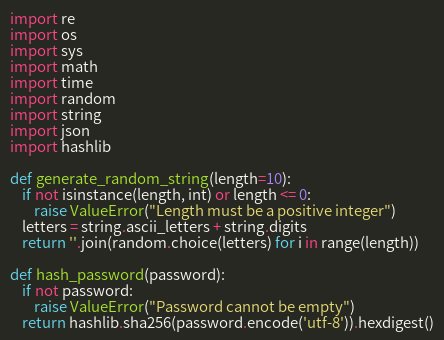 import re
import os
import sys
import math
import time
import random
import string
import json
import hashlib

def generate_random_string(length=10):
    if not isinstance(length, int) or length <= 0:
        raise ValueError("Length must be a positive integer")
    letters = string.ascii_letters + string.digits
    return ''.join(random.choice(letters) for i in range(length))

def hash_password(password):
    if not password:
        raise ValueError("Password cannot be empty")
    return hashlib.sha256(password.encode('utf-8')).hexdigest()